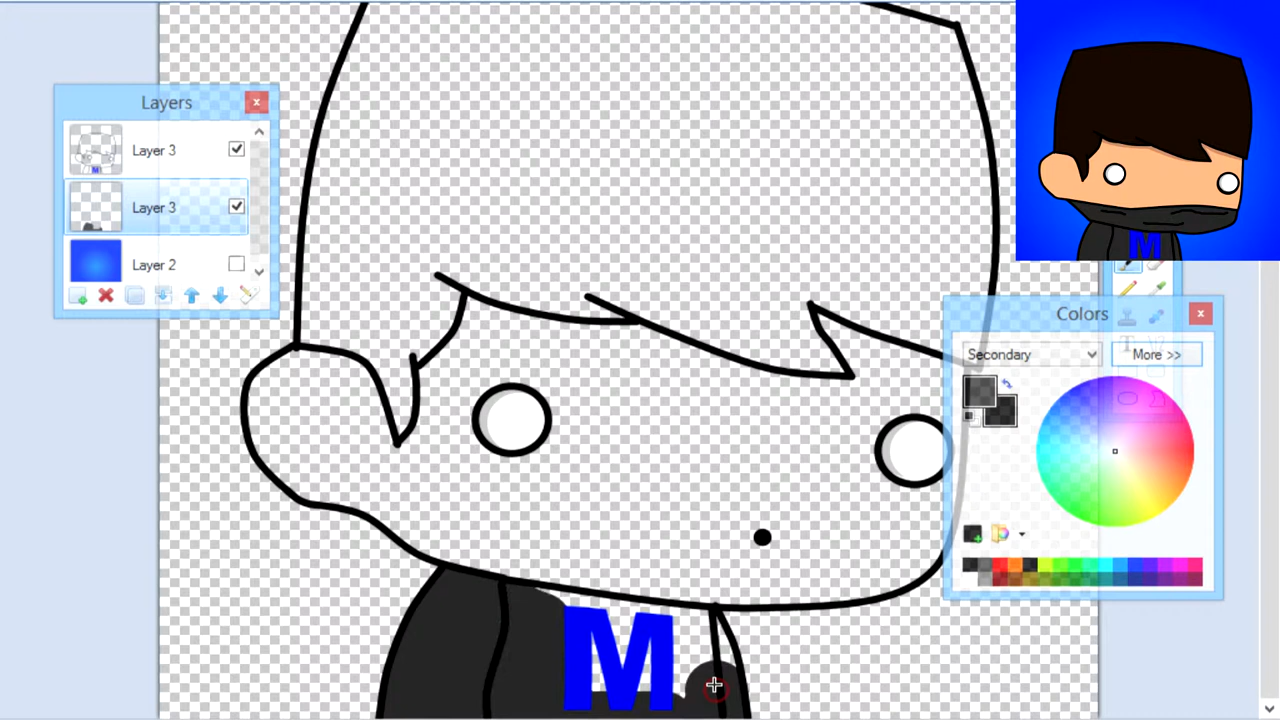 Layers
Layer 3
Layer 3
Layer 2
M
M
Colors
Secondary
More >>